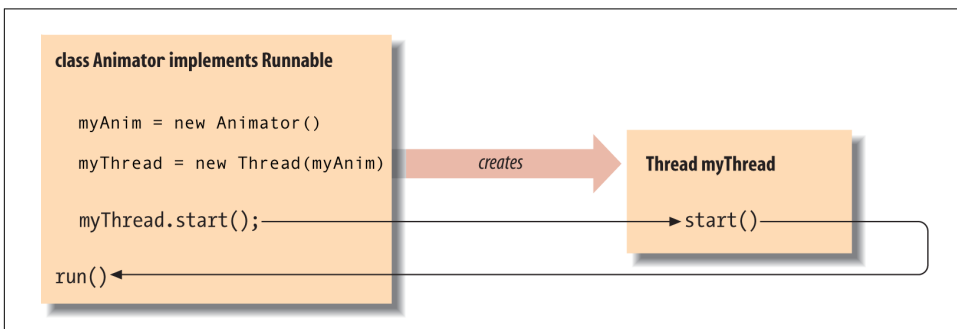 class Animator implements Runnable
myAnim = new Animator()
myThread = new Thread(myAnim)
creates
Thread myThread
myThread.start();
start()
run()